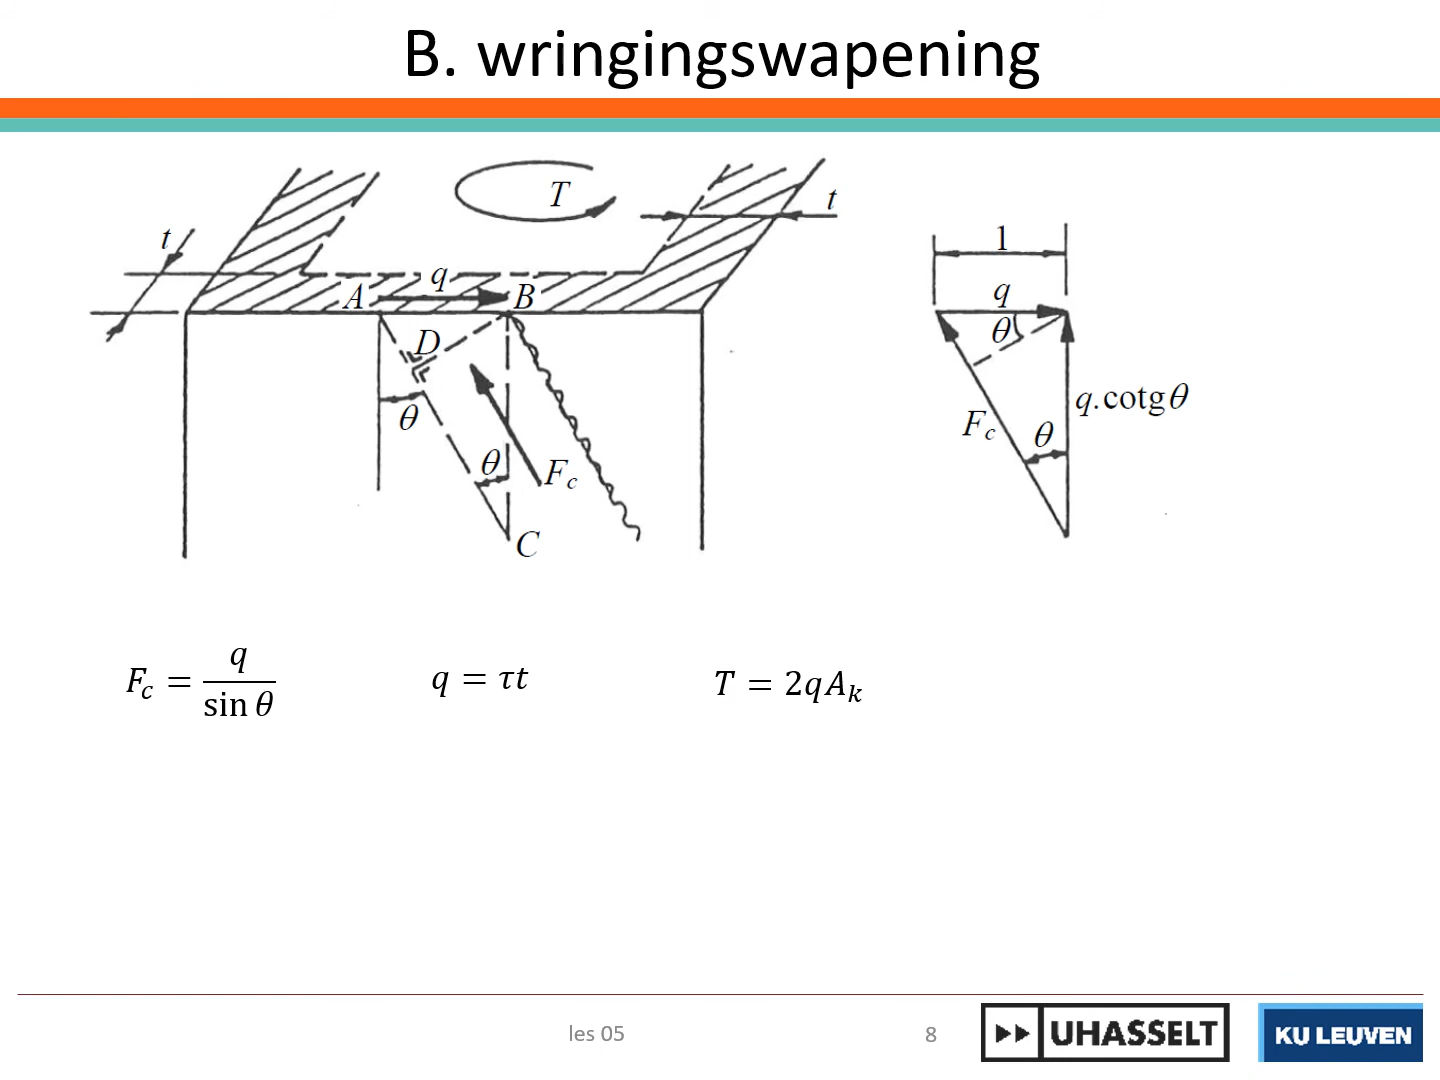 B. wringingswapening
T
t
t
1
q
A
B
q
θ
D
θ
q.cotgθ
F_c
θ
θ
F_c
C
F_c = q / sin θ
q = τt
T = 2qA_k
les 05
8
UHASSELT
KU LEUVEN